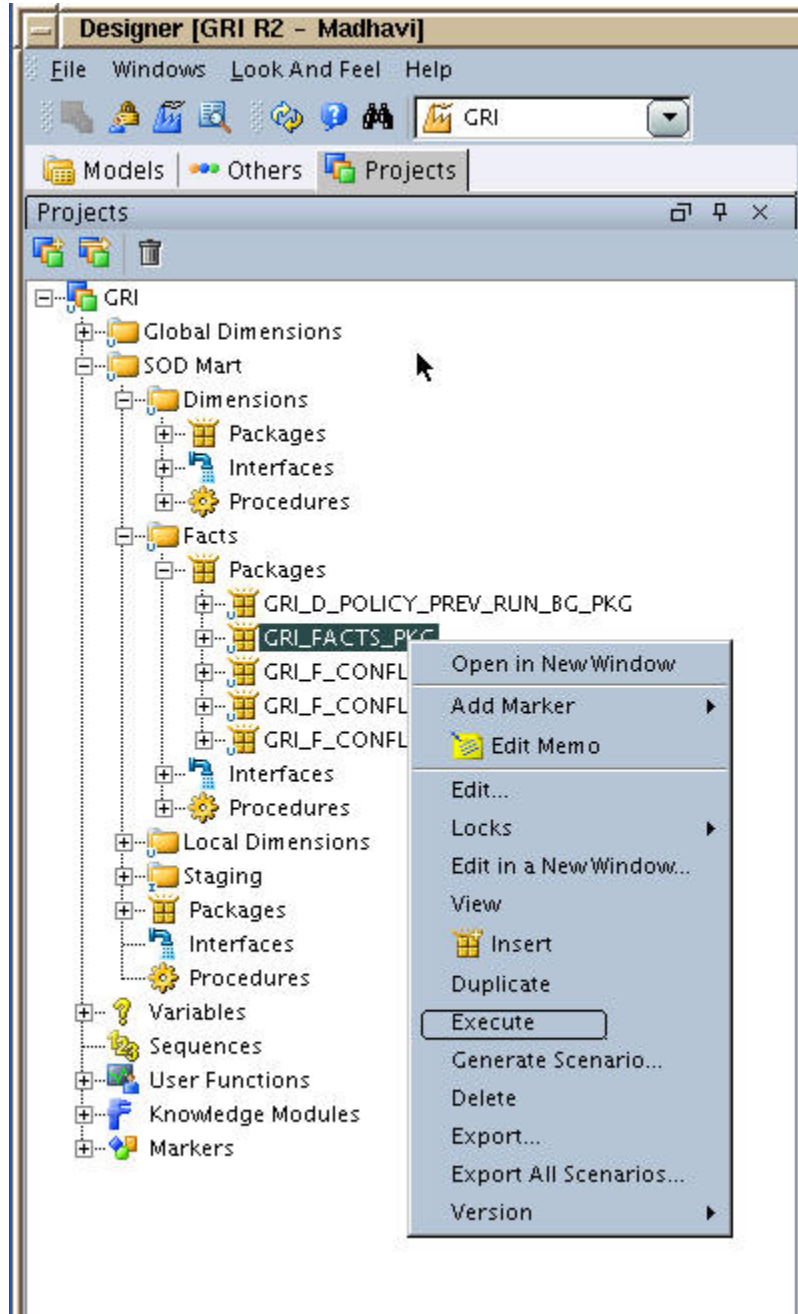 Designer [GRI R2 - Madhavi]
File Windows Look And Feel Help
GRI
Models Others Projects
Projects
GRI
Global Dimensions
SOD Mart
Dimensions
Packages
Interfaces
Procedures
Facts
Packages
GRI_D_POLICY_PREV_RUN_BG_PKG
GRI_FACTS_PKG
GRI_F_CONFL
GRI_F_CONFL
GRI_F_CONFL
Interfaces
Procedures
Local Dimensions
Staging
Packages
Interfaces
Procedures
Variables
Sequences
User Functions
Knowledge Modules
Markers
Open in New Window
Add Marker
Edit Memo
Edit...
Locks
Edit in a New Window...
View
Insert
Duplicate
Execute
Generate Scenario...
Delete
Export...
Export All Scenarios...
Version